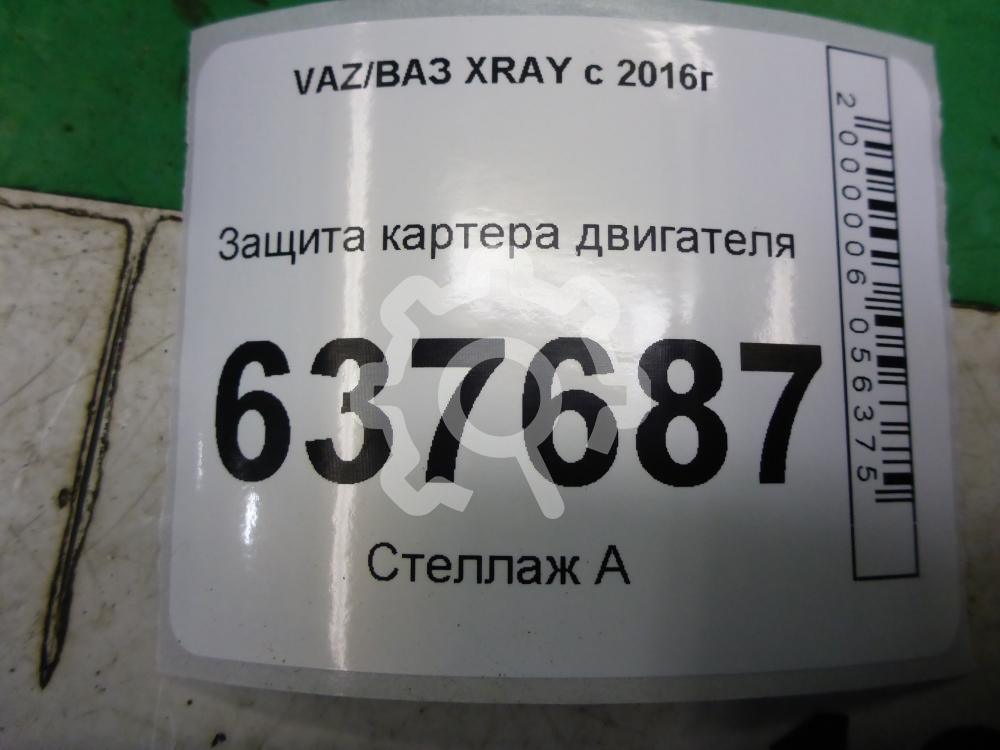 VAZ/ВАЗ XRAY с 2016г
Защита картера двигателя
637687
Стеллаж А
2000006056375